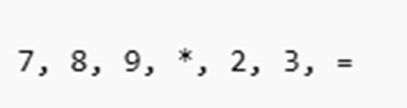 7, 8, 9, *, 2, 3, =